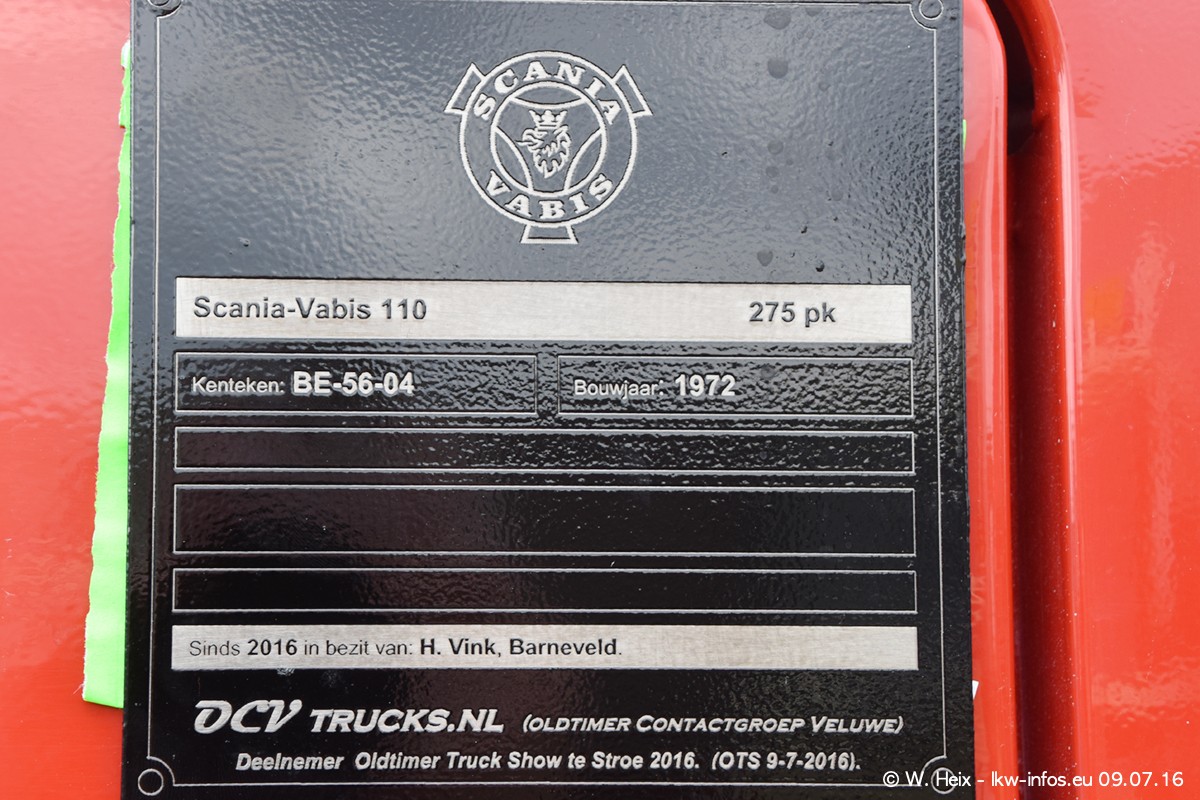 SCANIA
VABIS
Scania-Vabis 110 275 pk
Kenteken: BE-56-04 Bouwjaar: 1972
Sinds 2016 in bezit van: H. Vink, Barneveld.
OCV TRUCKS.NL (OLDTIMER CONTACTGROEP VELUWE)
Deelnemer Oldtimer Truck Show te Stroe 2016. (OTS 9-7-2016).
© W. Heix - lkw-infos.eu 09.07.16